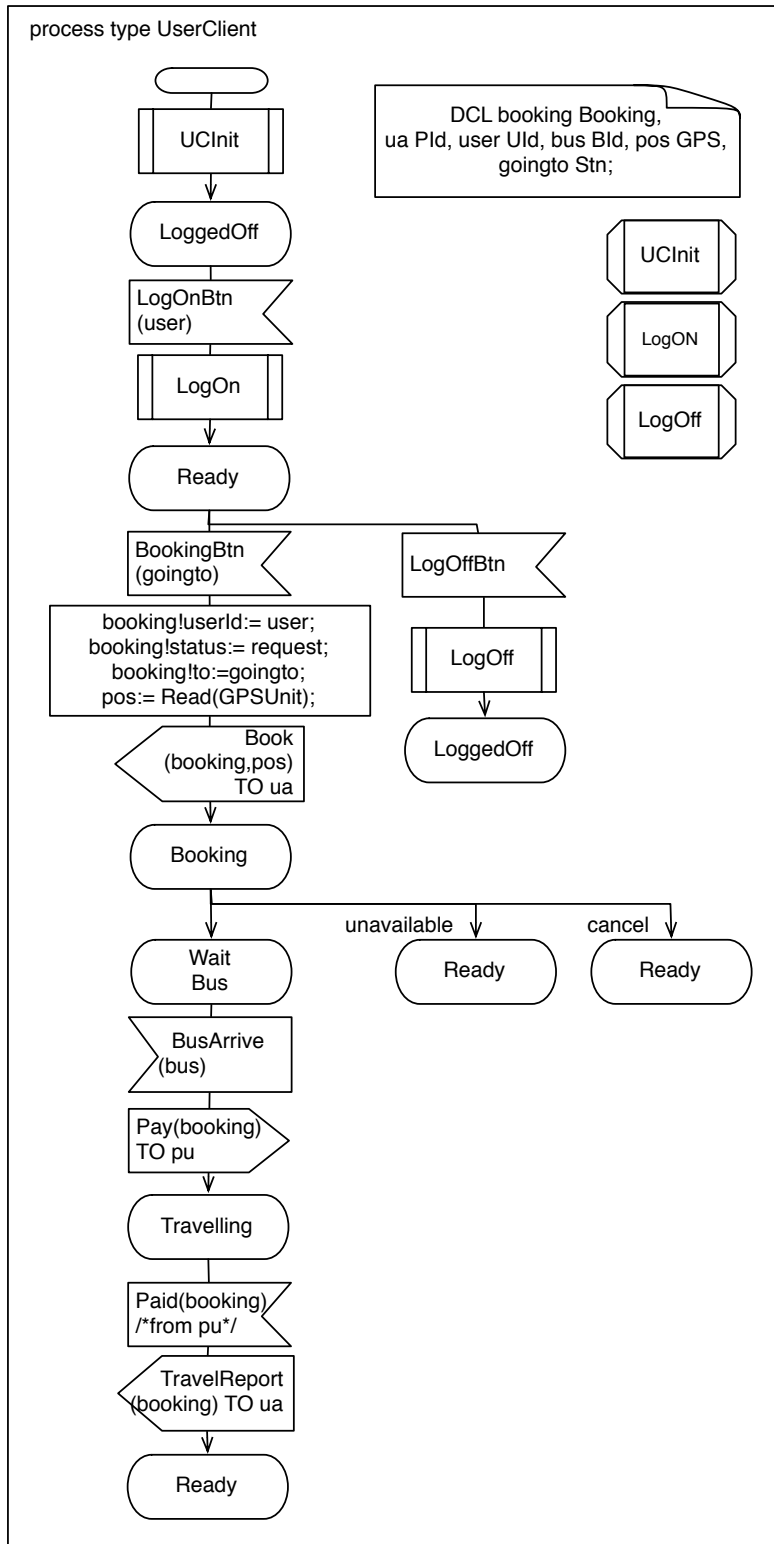 process type UserClient
DCL booking Booking,
ua PId, user UId, bus BId, pos GPS,
goingto Stn;
UCInit
LogON
LogOff
UCInit
LoggedOff
LogOnBtn
(user)
LogOn
Ready
BookingBtn
(goingto)
booking!userId:= user;
booking!status:= request;
booking!to:=goingto;
pos:= Read(GPSUnit);
Book
(booking,pos)
TO ua
LogOffBtn
LogOff
LoggedOff
Booking
unavailable
cancel
Wait
Bus
Ready
Ready
BusArrive
(bus)
Pay(booking)
TO pu
Travelling
Paid(booking)
/*from pu*/
TravelReport
(booking) TO ua
Ready